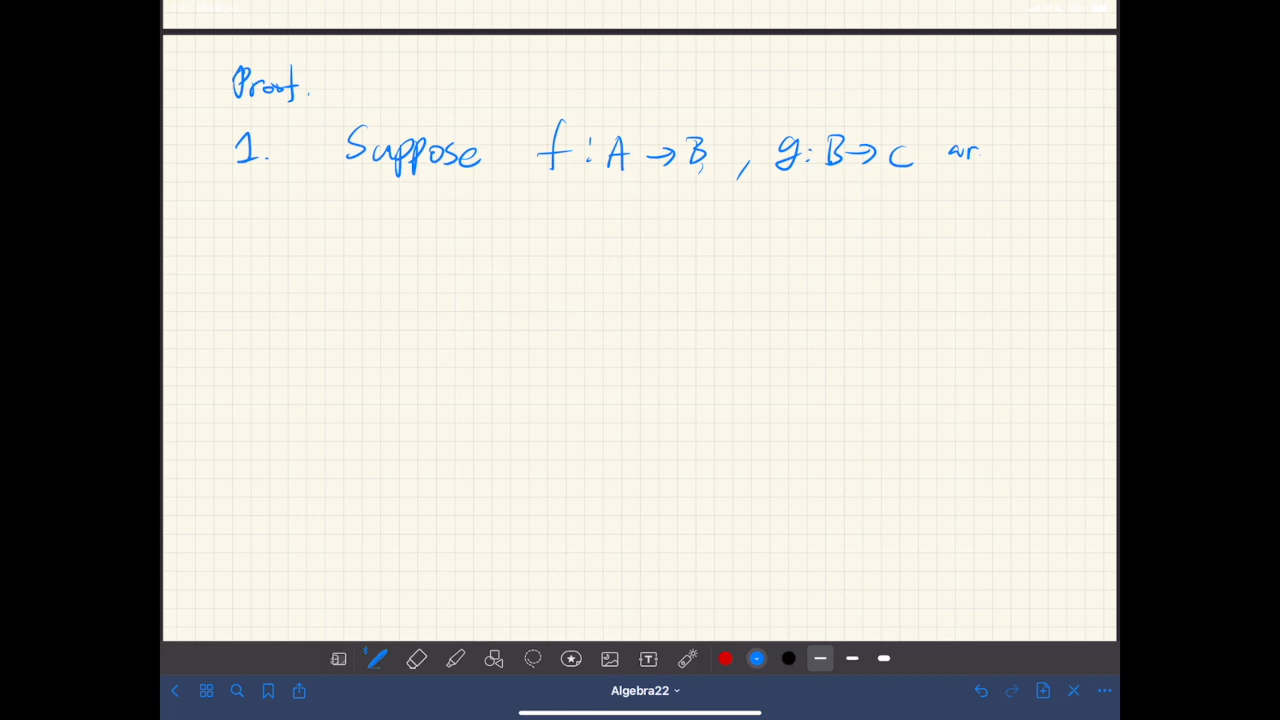 Proof.
1. Suppose f : A → B , g : B → C ar
Algebra22